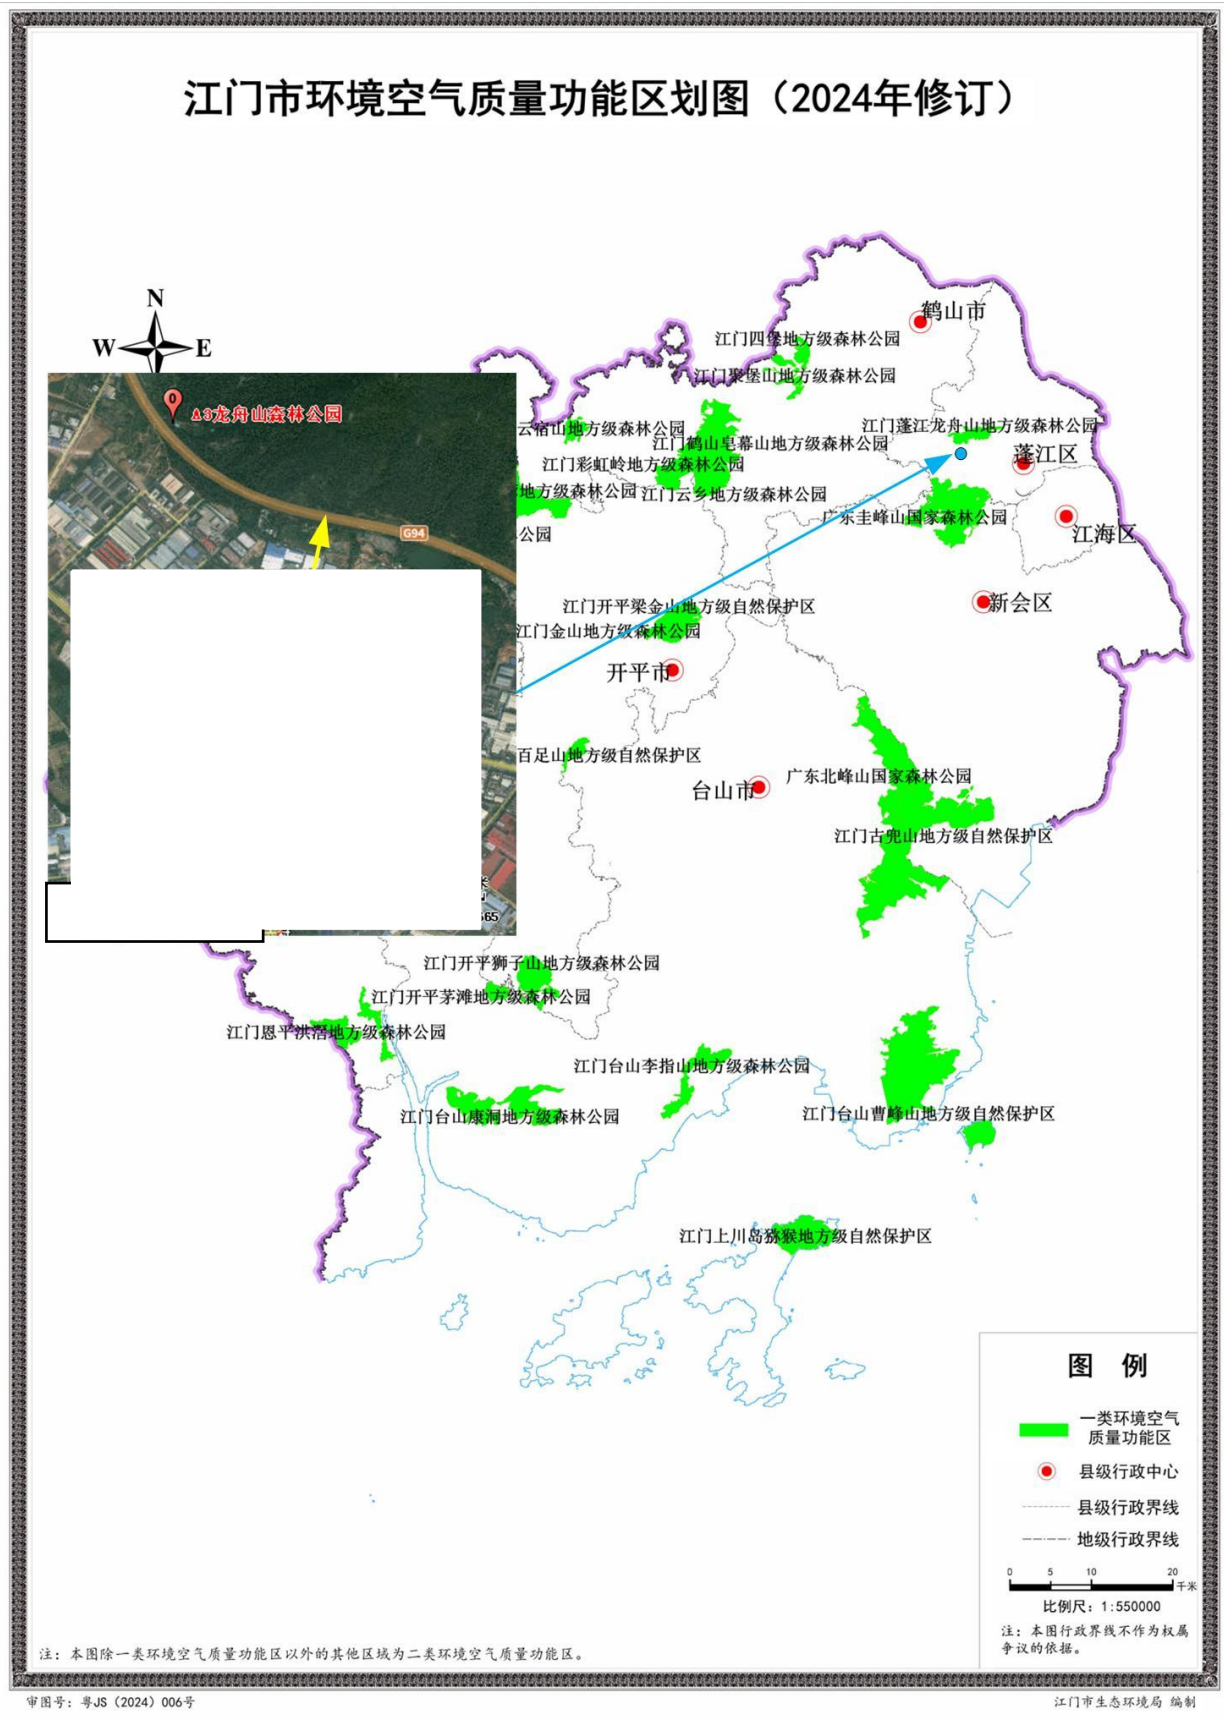 江门市环境空气质量功能区划图（2024年修订）
N
W E
鹤山市
江门四堡地方级森林公园
江门聚堡山地方级森林公园
0
A3龙舟山森林公园
江门蓬江龙舟山地方级森林公园
云宿山地方级森林公园
江门鹤山皂幕山地方级森林公园
蓬江区
江门彩虹岭地方级森林公园
地方级森林公园
江门云乡地方级森林公园
广东圭峰山国家森林公园
G94
公园
江海区
新会区
江门开平梁金山地方级自然保护区
江门金山地方级森林公园
开平市
百足山地方级自然保护区
广东北峰山国家森林公园
台山市
江门古兜山地方级自然保护区
565
江门开平狮子山地方级森林公园
江门开平茅滩地方级森林公园
江门恩平洪滘地方级森林公园
江门台山李指山地方级森林公园
江门台山康洞地方级森林公园
江门台山曹峰山地方级自然保护区
江门上川岛猕猴地方级自然保护区
图 例
一类环境空气
质量功能区
县级行政中心
县级行政界线
地级行政界线
0 5 10 20
千米
比例尺：1:550000
注：本图行政界线不作为权属
争议的依据。
注：本图除一类环境空气质量功能区以外的其他区域为二类环境空气质量功能区。
审图号：粤JS（2024）006号
江门市生态环境局 编制